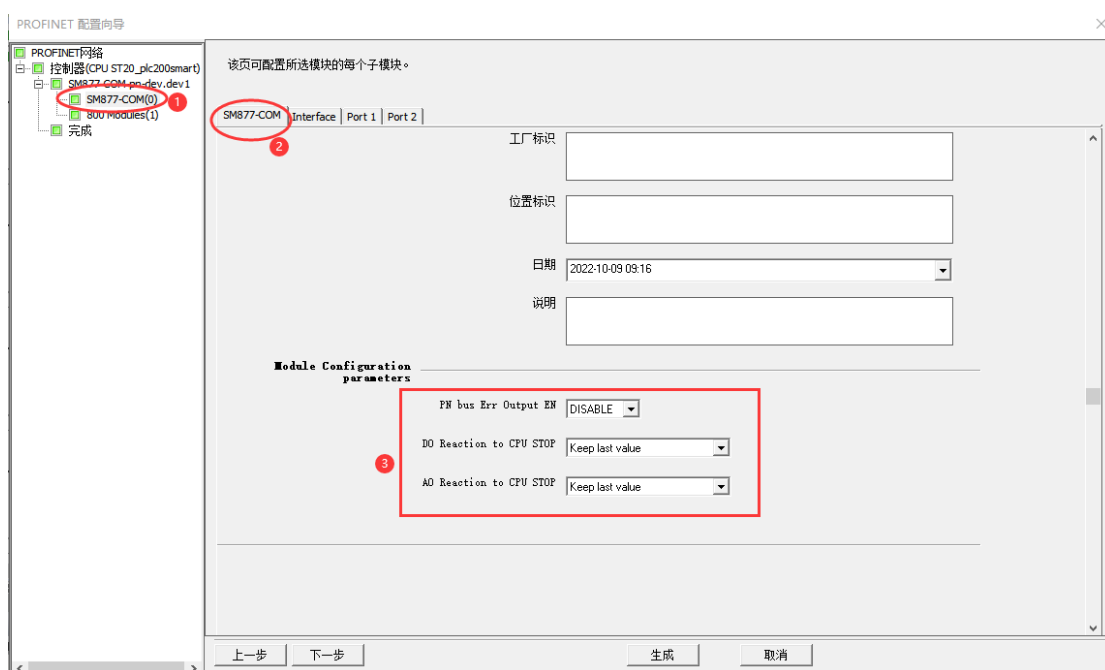 PROFINET 配置向导
PROFINET网络
控制器(CPU ST20_plc200smart)
SM877-COM-pn-dev.dev1
SM877-COM(0)
1
800 Modules(1)
完成
该页可配置所选模块的每个子模块。
SM877-COM
Interface
Port 1
Port 2
2
工厂标识
位置标识
日期
2022-10-09 09:16
说明
Module Configuration
parameters
PN bus Err Output EN
DISABLE
DO Reaction to CPU STOP
Keep last value
3
AO Reaction to CPU STOP
Keep last value
上一步
下一步
生成
取消